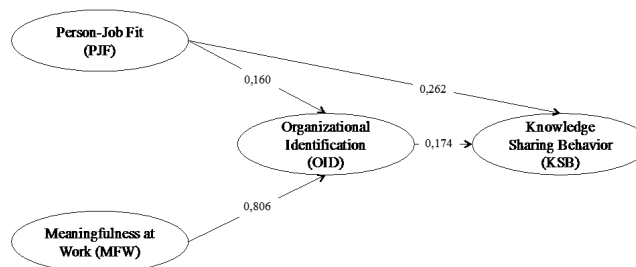 Person-Job Fit
(PJF)
0,160
0,262
Organizational
Identification
(OID)
0,174
Knowledge
Sharing Behavior
(KSB)
0,806
Meaningfulness at
Work (MFW)